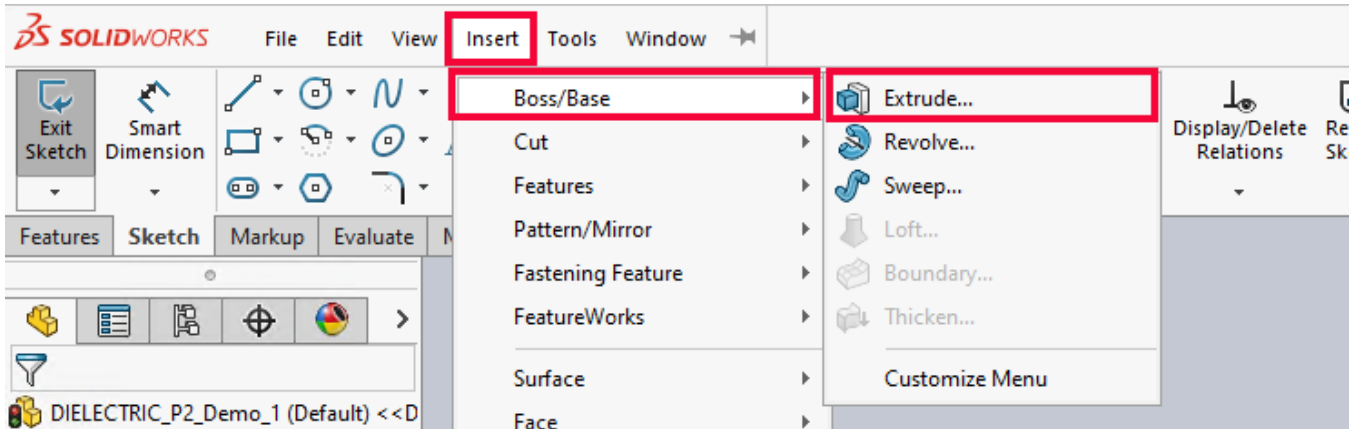 SOLIDWORKS File Edit View Insert Tools Window
Exit Sketch
Smart Dimension
Boss/Base
Cut
Features
Pattern/Mirror
Fastening Feature
FeatureWorks
Surface
Face
Extrude...
Revolve...
Sweep...
Loft...
Boundary...
Thicken...
Customize Menu
Display/Delete Relations
Features Sketch Markup Evaluate
DIELECTRIC_P2_Demo_1 (Default) <<D